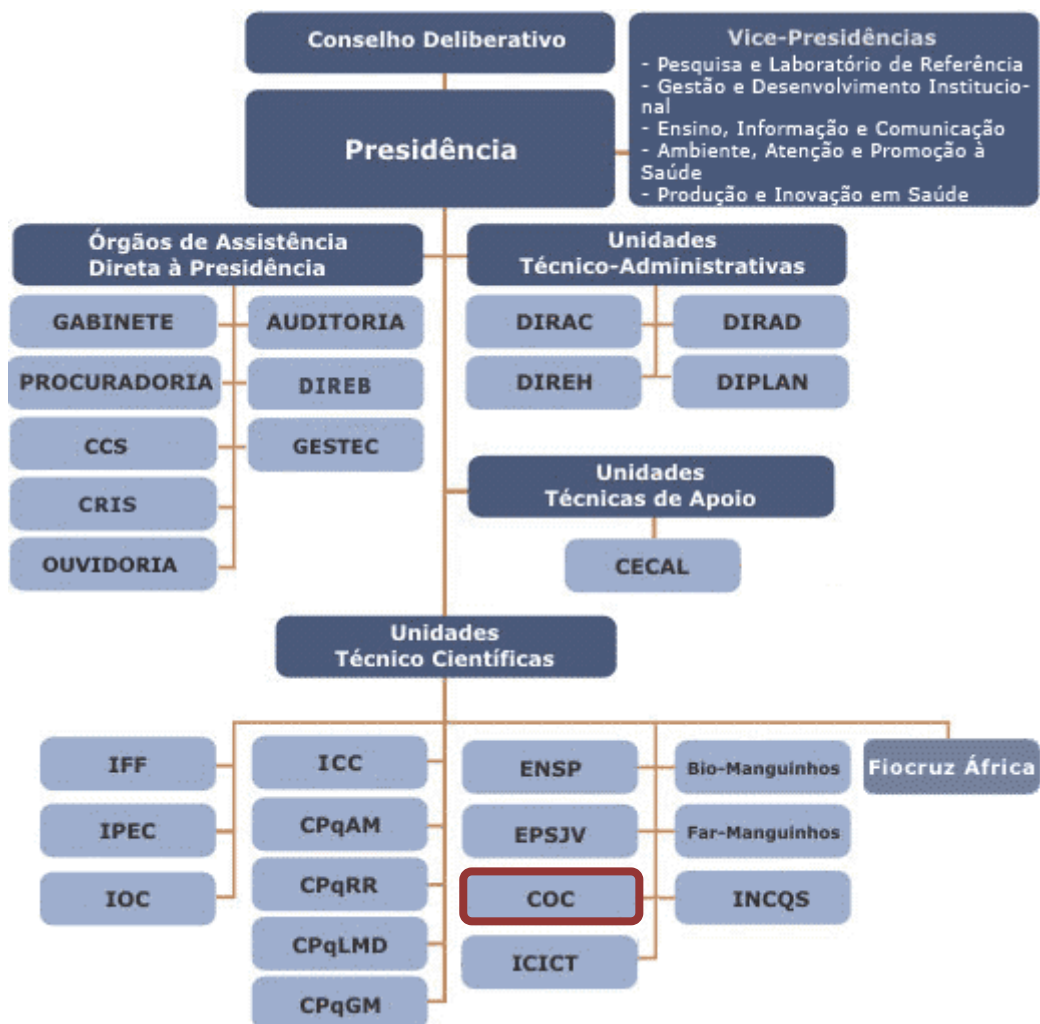 Conselho Deliberativo
Vice-Presidências
- Pesquisa e Laboratório de Referência
- Gestão e Desenvolvimento Institucio-
nal
- Ensino, Informação e Comunicação
- Ambiente, Atenção e Promoção à
Saúde
- Produção e Inovação em Saúde
Presidência
Órgãos de Assistência
Direta à Presidência
GABINETE
AUDITORIA
PROCURADORIA
DIREB
CCS
GESTEC
CRIS
OUVIDORIA
Unidades
Técnico-Administrativas
DIRAC
DIRAD
DIREH
DIPLAN
Unidades
Técnicas de Apoio
CECAL
Unidades
Técnico Científicas
IFF
IPEC
IOC
ICC
CPqAM
CPqRR
CPqLMD
CPqGM
ENSP
EPSJV
COC
ICICT
Bio-Manguinhos
Far-Manguinhos
INCQS
Fiocruz África